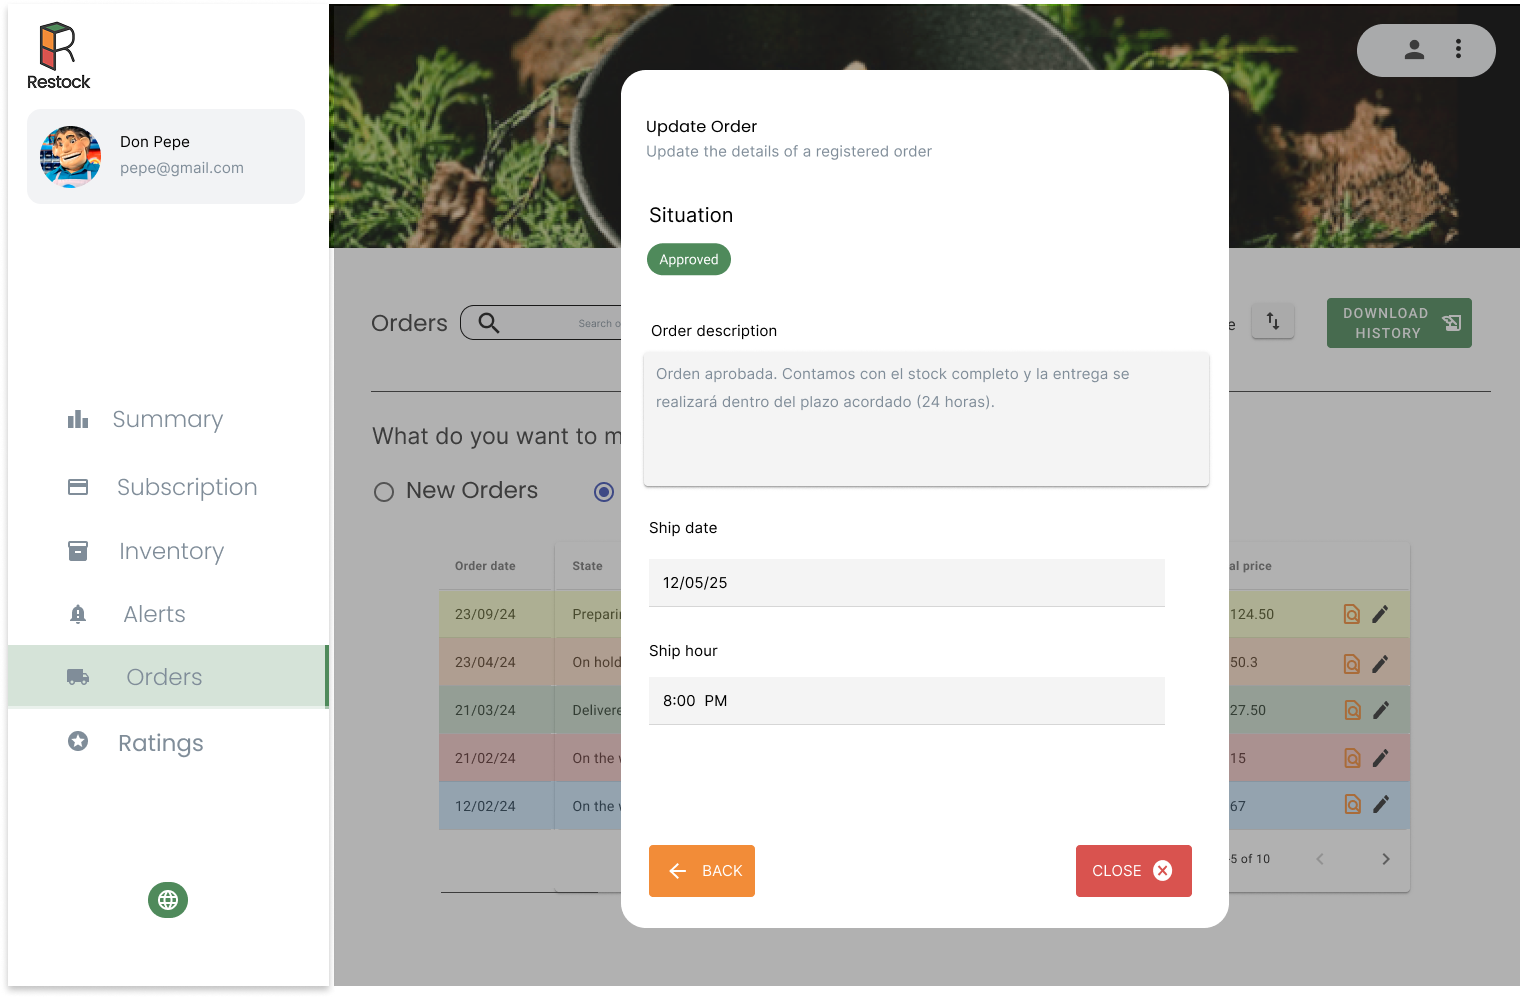 Restock
Don Pepe
pepe@gmail.com
Summary
Subscription
Inventory
Alerts
Orders
Ratings
Orders
Search
DOWNLOAD
HISTORY
What do you want to
New Orders
Order date State
23/09/24
23/04/24 On hold
21/03/24
21/02/24 On the
12/02/24 On the
price
124.50
50.3
27.50
15
67
5 of 10
Update Order
Update the details of a registered order
Situation
Approved
Order description
Orden aprobada. Contamos con el stock completo y la entrega se
realizará dentro del plazo acordado (24 horas).
Ship date
12/05/25
Ship hour
8:00 PM
BACK
CLOSE